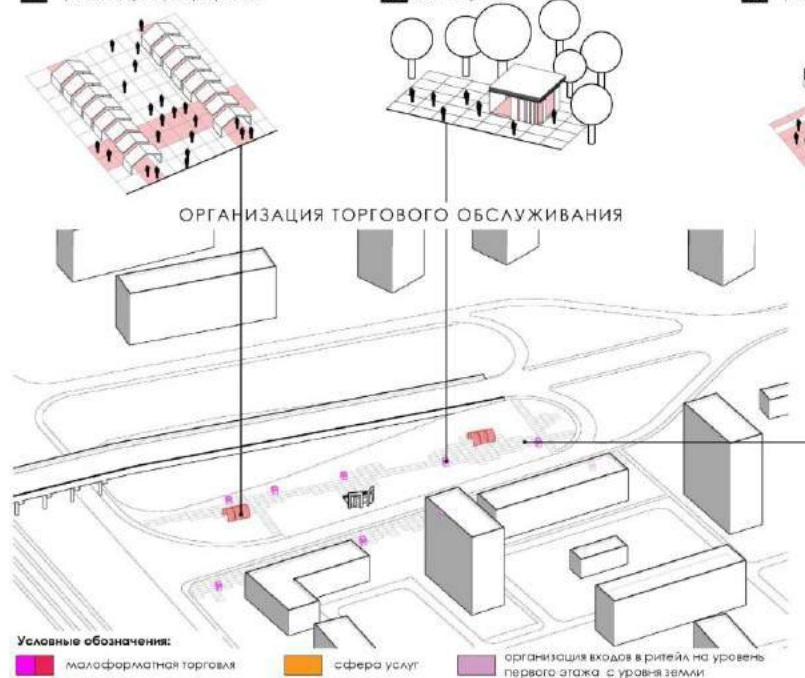 ОРГАНИЗАЦИЯ ТОРГОВОГО ОБСЛУЖИВАНИЯ
Условные обозначения:
малоформатная торговля
сфера услуг
организация входов в ритейл на уровень
первого этажа с уровня земли